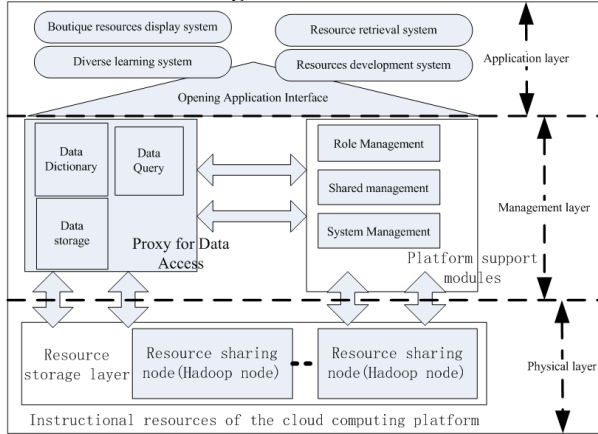 Boutique resources display system
Resource retrieval system
Diverse learning system
Resources development system
Application layer
Opening Application Interface
Data
Dictionary
Data
Query
Data
storage
Proxy for Data
Access
Role Management
Shared management
System Management
Platform support
modules
Management layer
Resource
storage layer
Resource sharing
node(Hadoop node)
Resource sharing
node(Hadoop node)
Physical layer
Instructional resources of the cloud computing platform